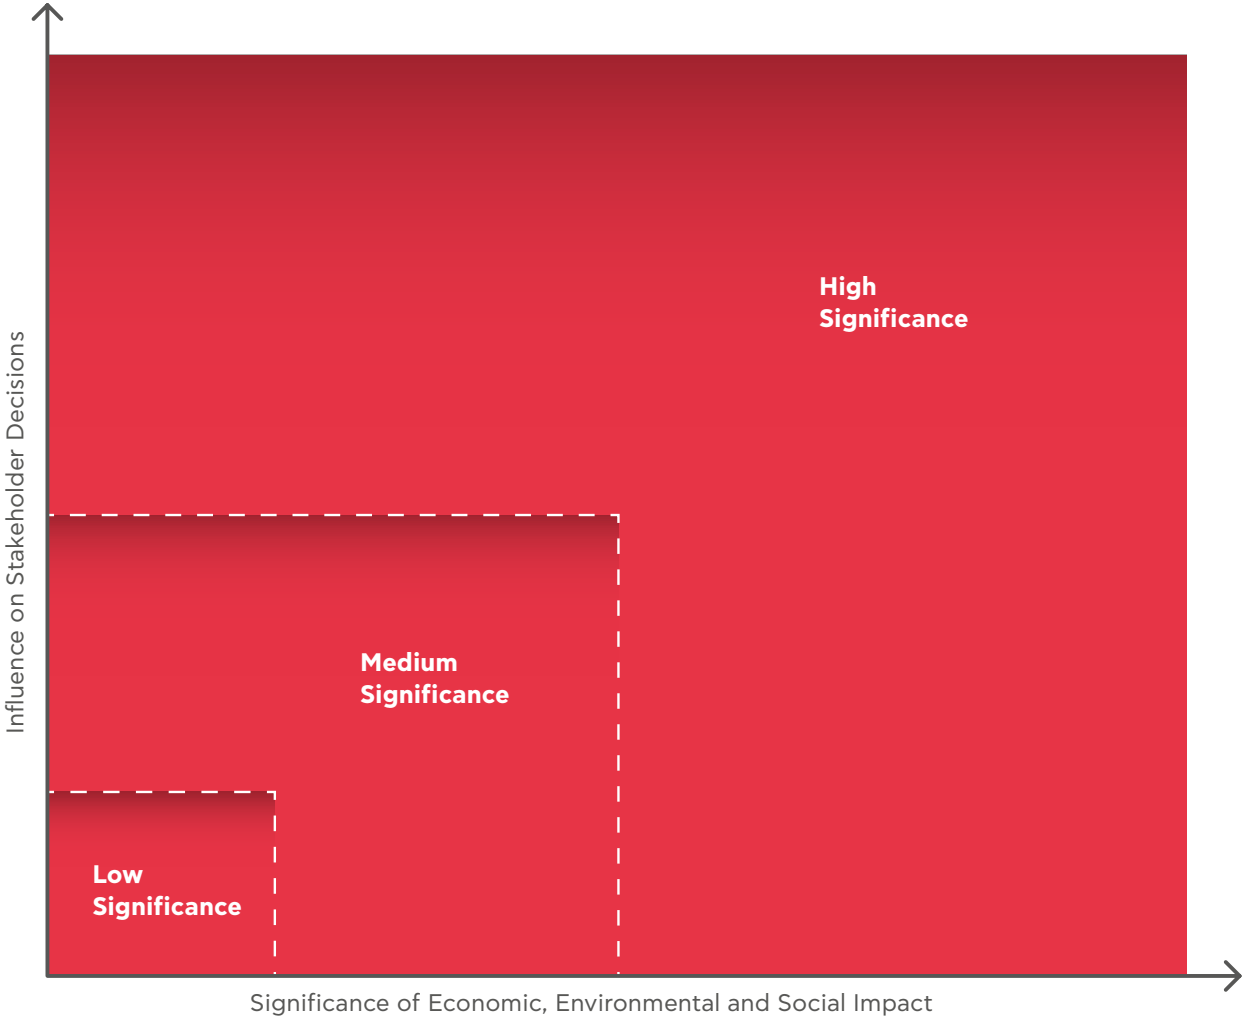 High
Significance
Influence on Stakeholder Decisions
Medium
Significance
Low
Significance
Significance of Economic, Environmental and Social Impact